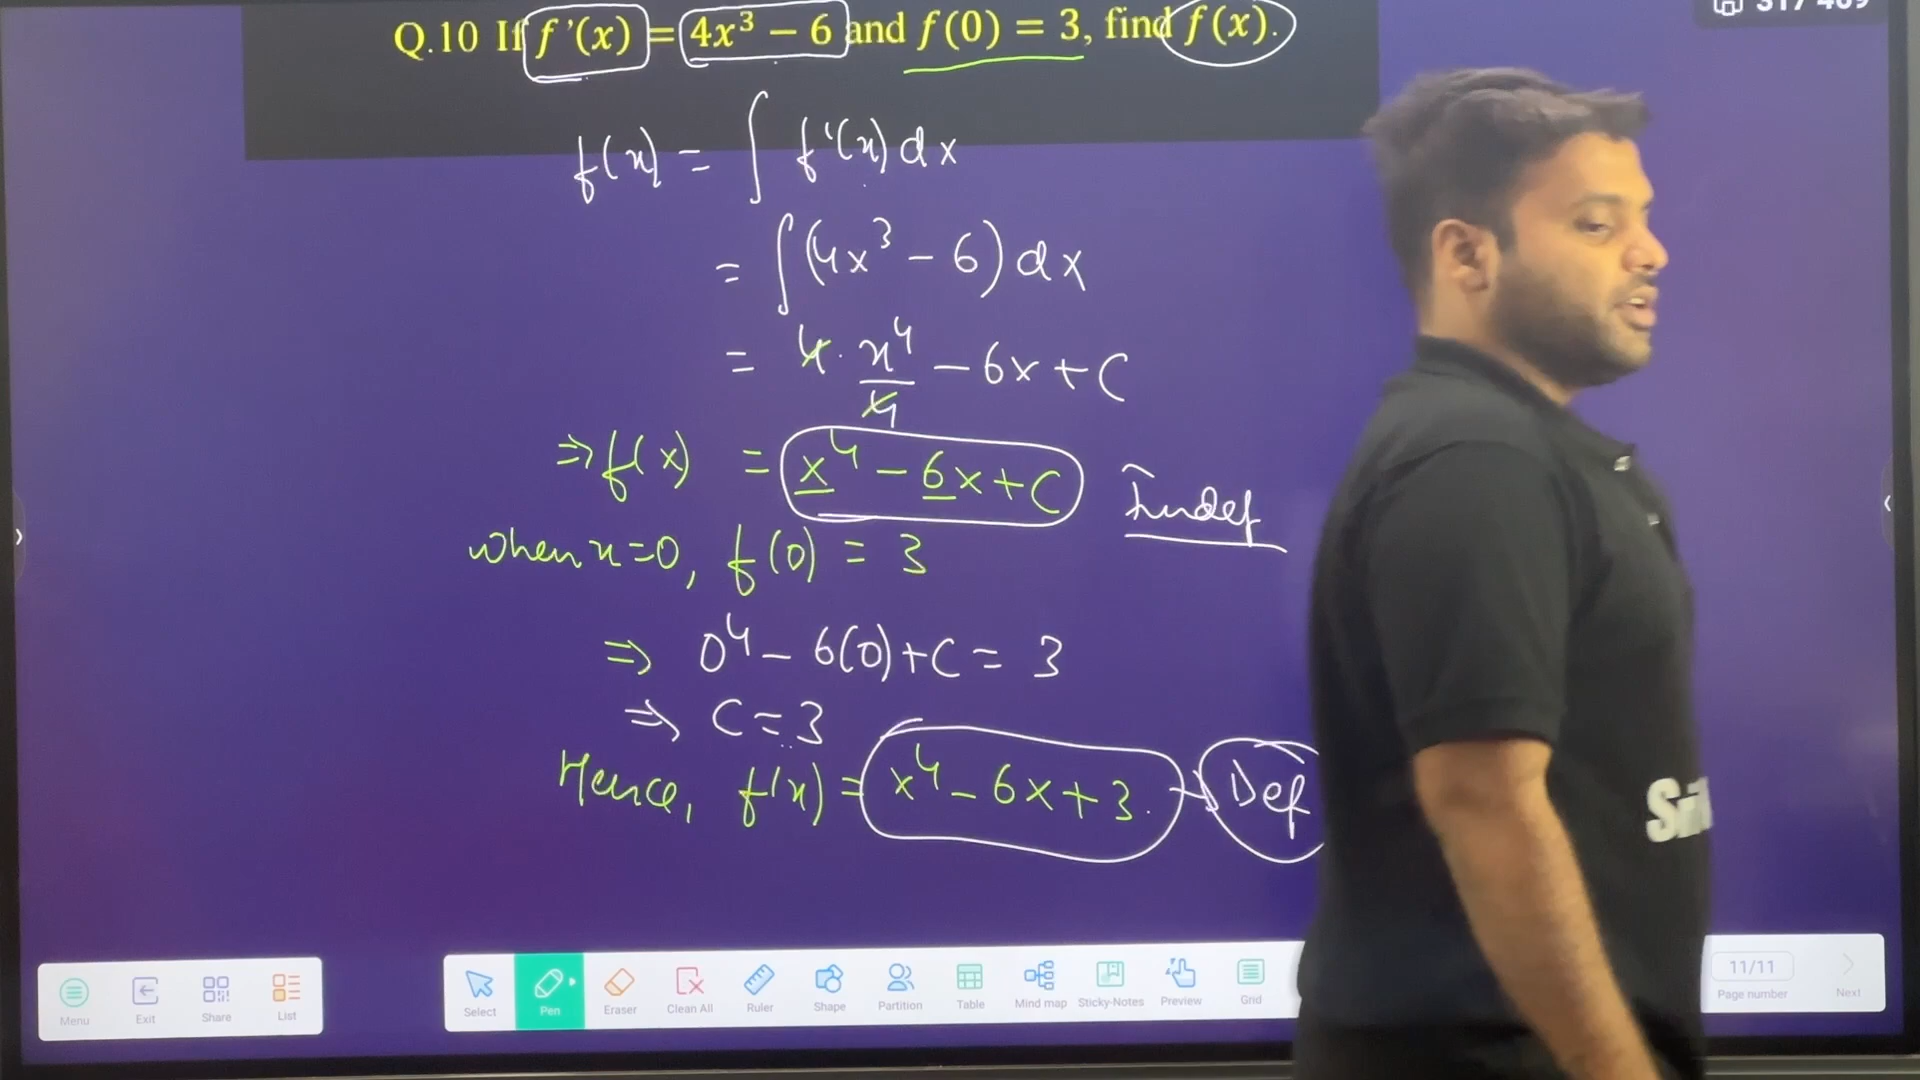 Q.10 If f '(x) = 4x³ − 6 and f (0) = 3, find f (x).
f(x) = ∫ f'(x) dx
= ∫ (4x³ − 6) dx
= 4 · x⁴/4 − 6x + C
⇒ f(x) = x⁴ − 6x + C Indef
when x=0, f(0) = 3
⇒ 0⁴ − 6(0) + C = 3
⇒ C = 3
Hence, f(x) = x⁴ − 6x + 3. → Def
Menu Exit Share List
Select Pen Eraser Clean All Ruler Shape Partition Table Mind map Sticky-Notes Preview Grid
11/11
Page number Next